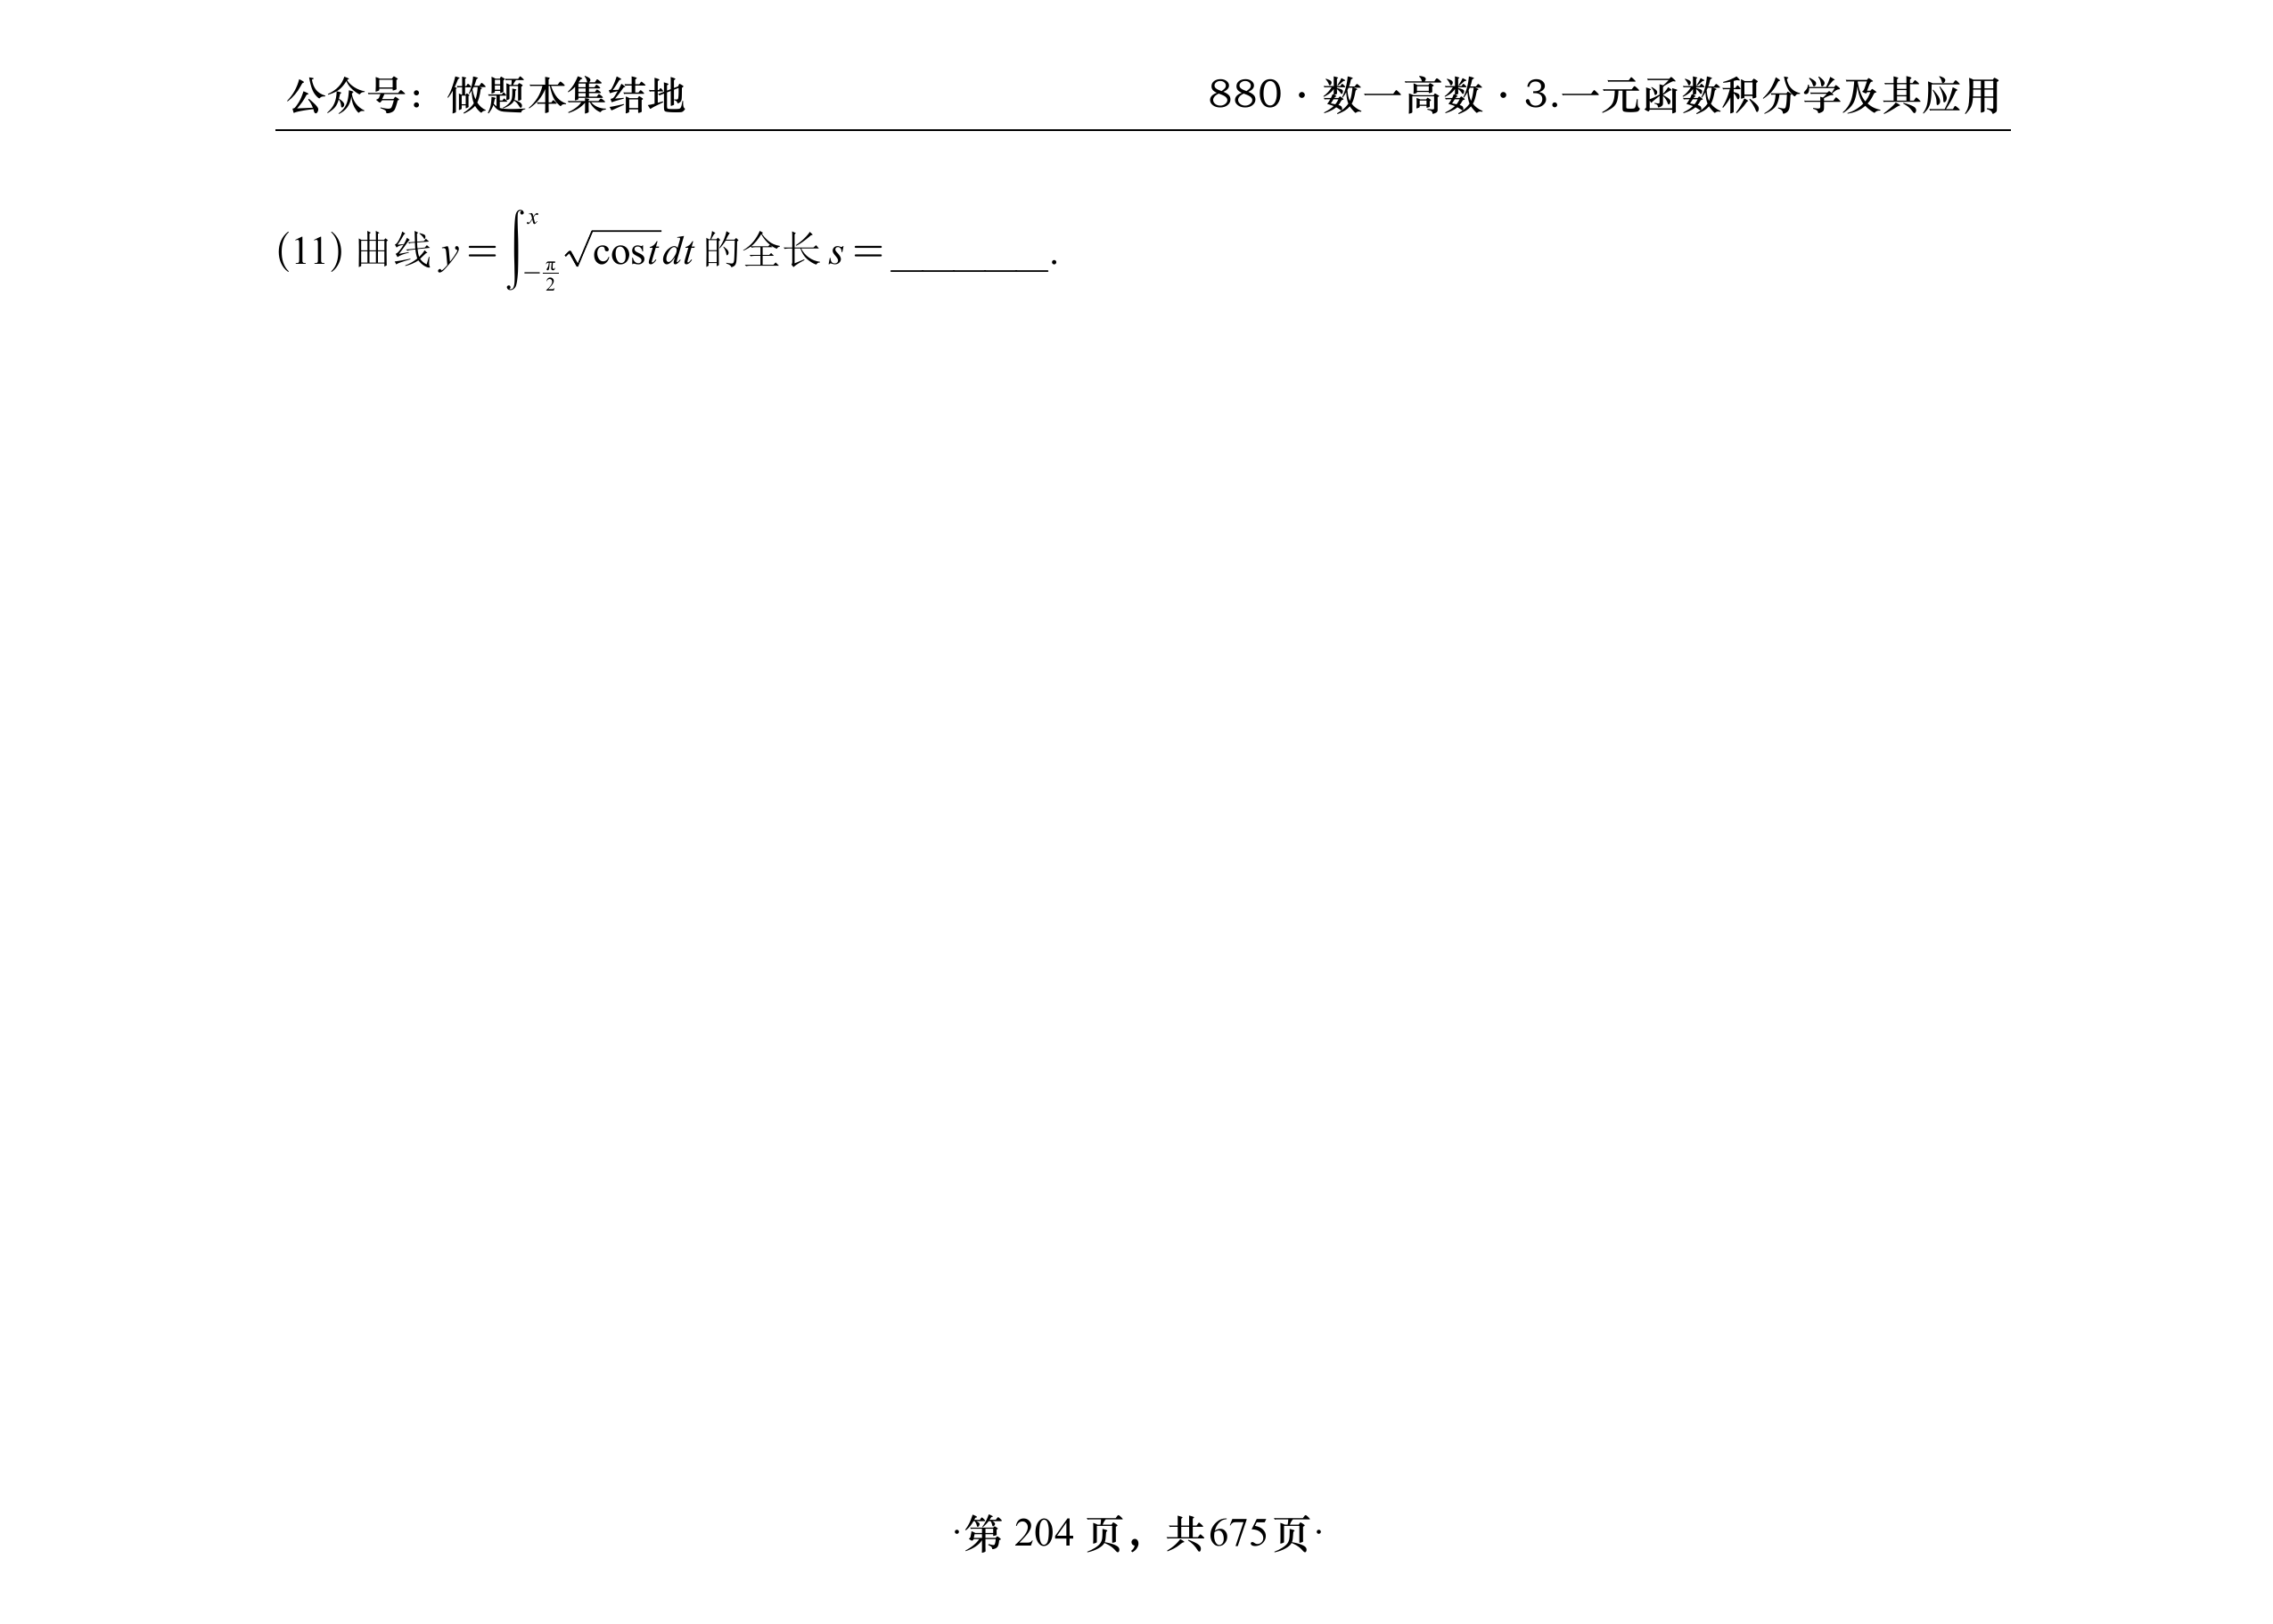 公众号：做题本集结地 880·数一高数·3.一元函数积分学及其应用
(11) 曲线 $y=\int_{-\frac{\pi}{2}}^{x}\sqrt{\cos t}dt$ 的全长 $s=$________.
·第 204 页，共675页·